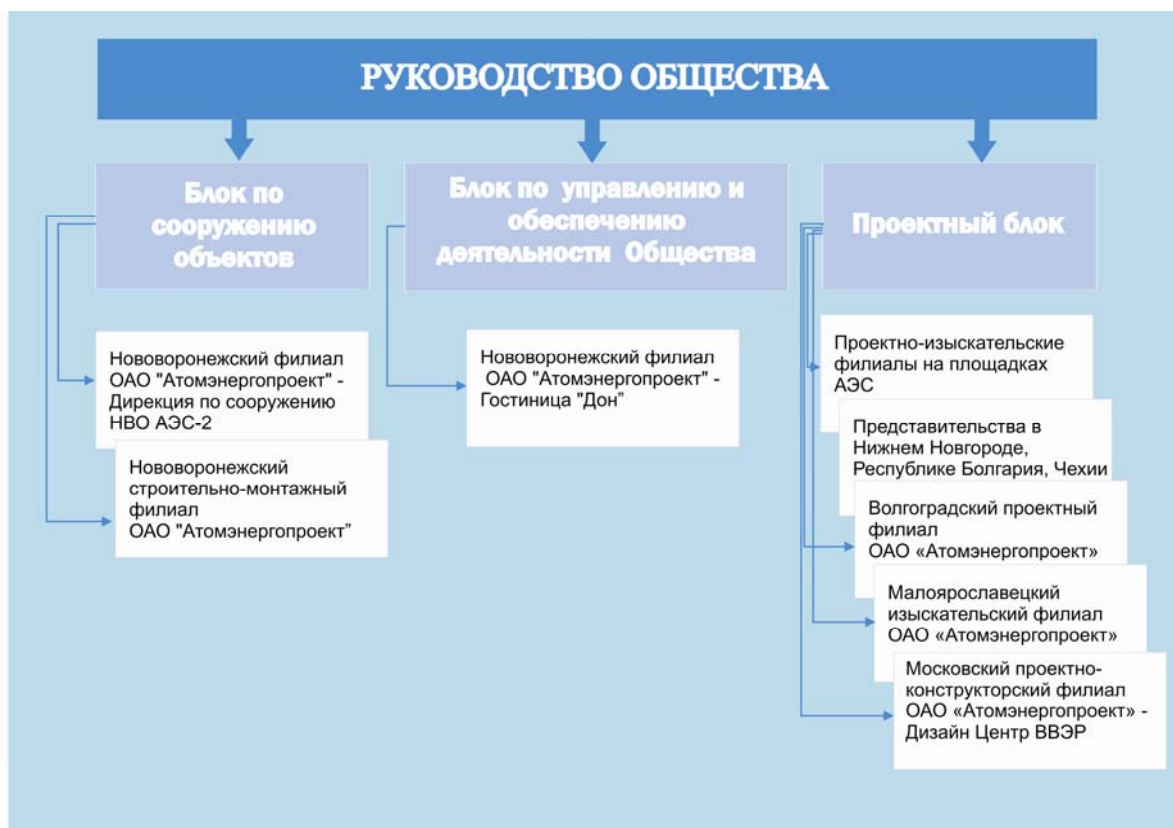 РУКОВОДСТВО ОБЩЕСТВА
Блок по
сооружению
объектов
Нововоронежский филиал
ОАО "Атомэнергопроект" -
Дирекция по сооружению
НВО АЭС-2
Нововоронежский
строительно-монтажный
филиал
ОАО "Атомэнергопроект”
Блок по управлению и
обеспечению
деятельности Общества
Нововоронежский филиал
ОАО "Атомэнергопроект" -
Гостиница "Дон”
Проектный блок
Проектно-изыскательские
филиалы на площадках
АЭС
Представительства в
Нижнем Новгороде,
Республике Болгария, Чехии
Волгоградский проектный
филиал
ОАО «Атомэнергопроект»
Малоярославецкий
изыскательский филиал
ОАО «Атомэнергопроект»
Московский проектно-
конструкторский филиал
ОАО «Атомэнергопроект» -
Дизайн Центр ВВЭР